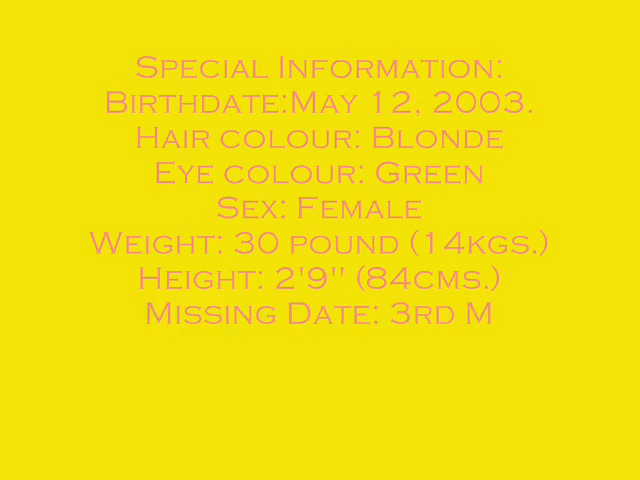 Special Information:
Birthdate:May 12, 2003.
Hair colour: Blonde
Eye colour: Green
Sex: Female
Weight: 30 pound (14kgs.)
Height: 2'9" (84cms.)
Missing Date: 3rd M